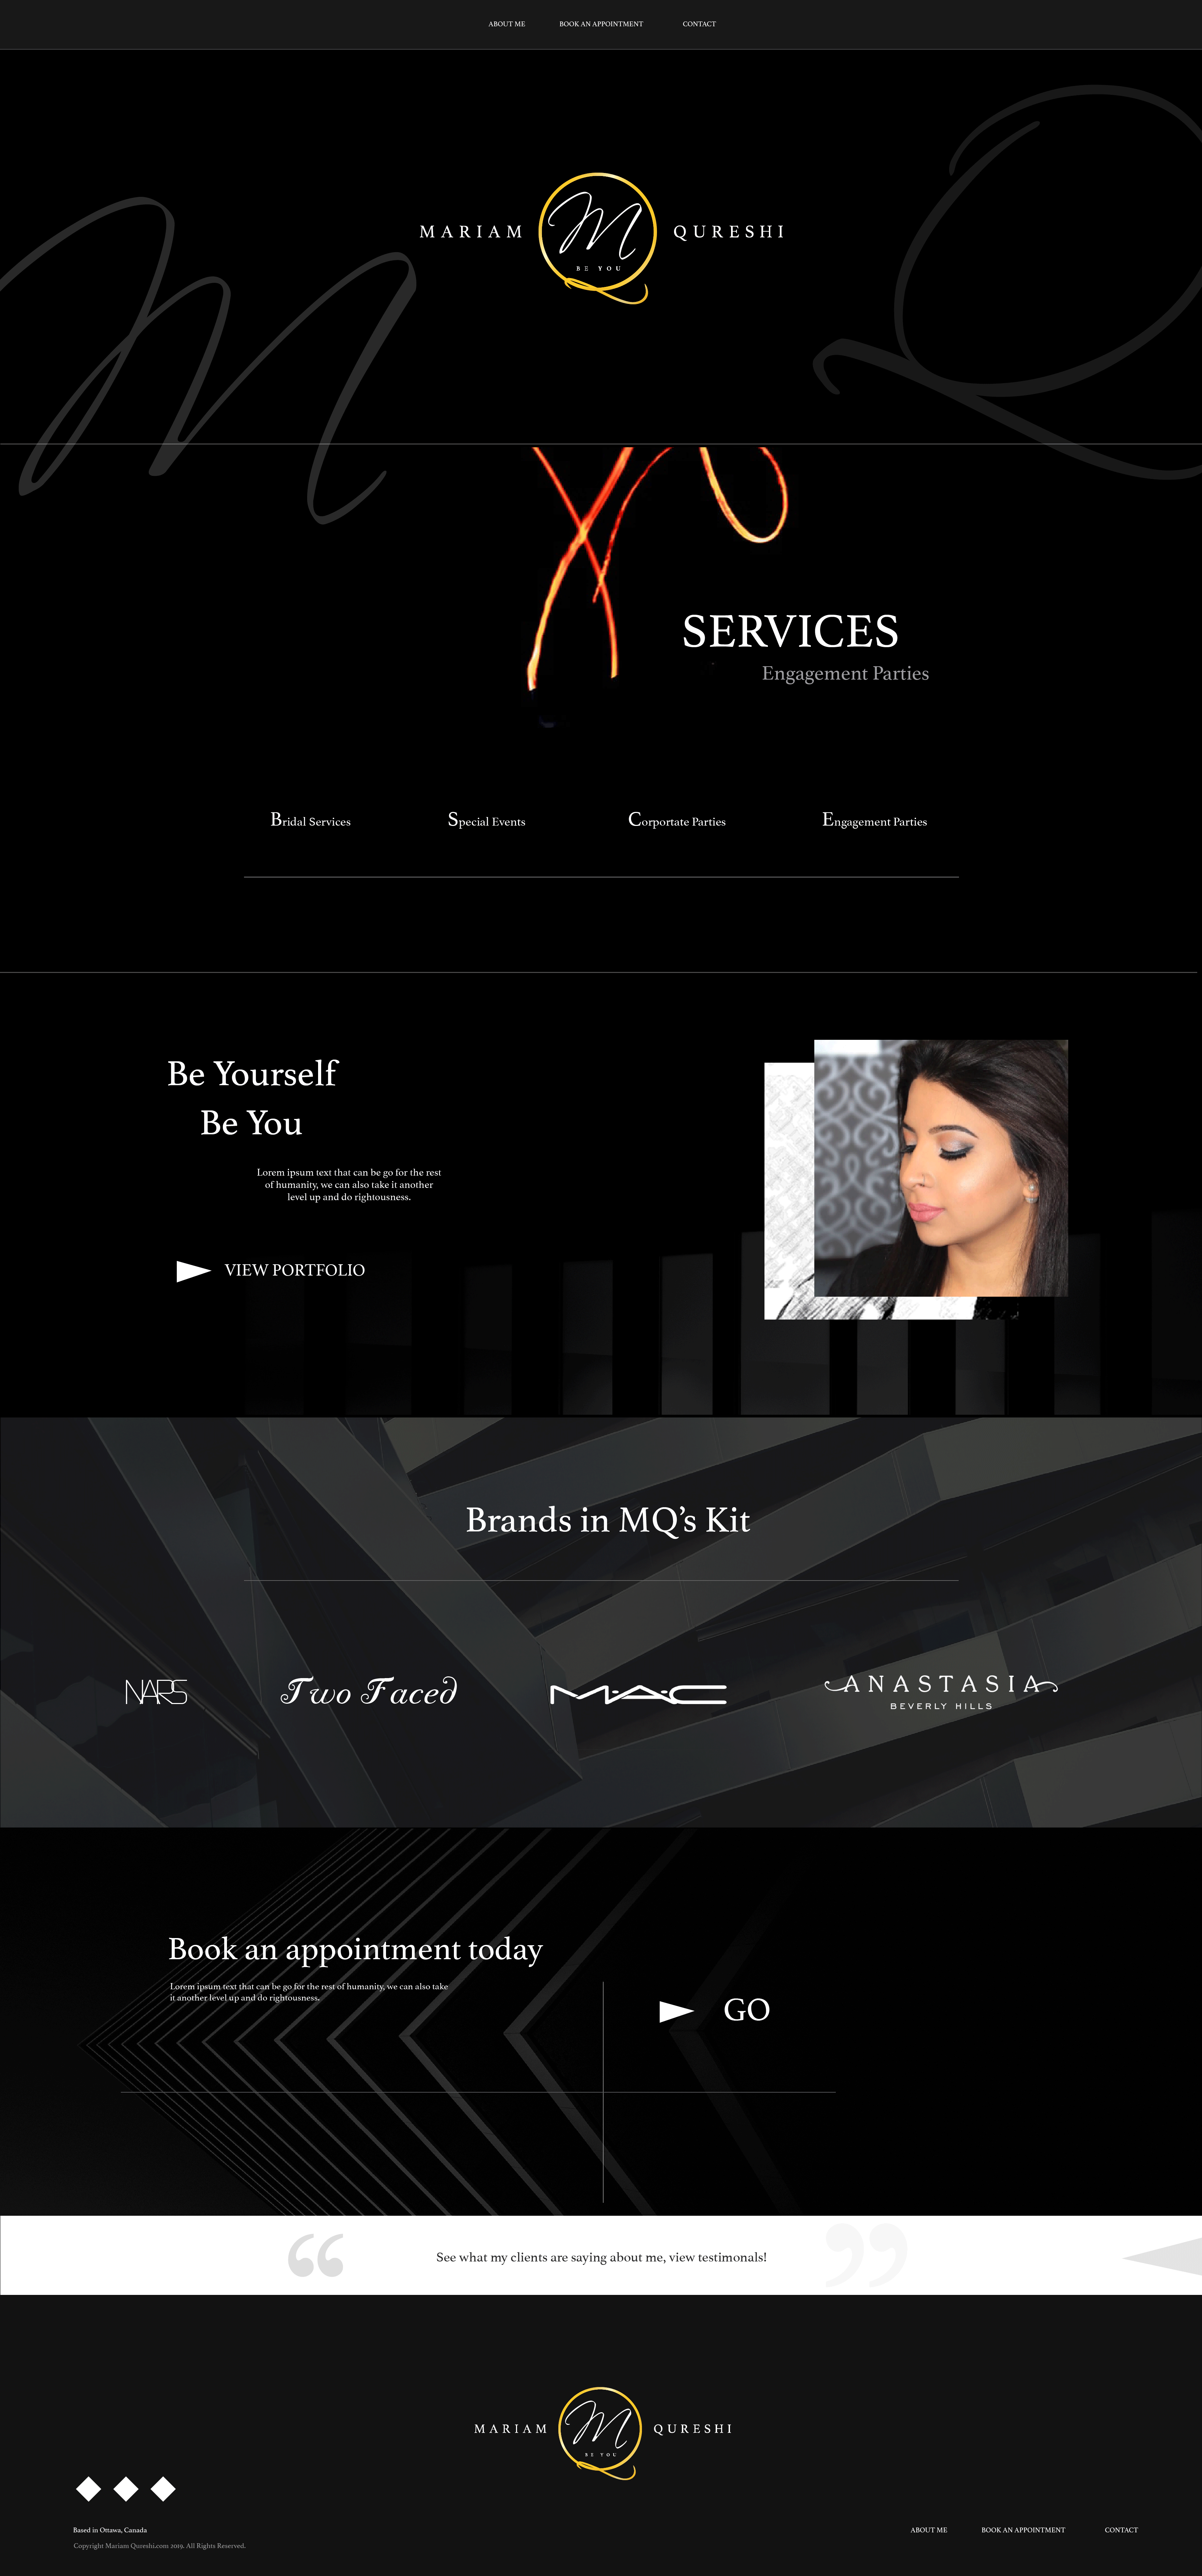 ABOUT ME BOOK AN APPOINTMENT CONTACT
M Q
MARIAM M QURESHI
BE YOU
SERVICES
Engagement Parties
Bridal Services Special Events Corportate Parties Engagement Parties
Be Yourself
Be You
Lorem ipsum text that can be go for the rest
of humanity, we can also take it another
level up and do rightousness.
VIEW PORTFOLIO
Brands in MQ’s Kit
NARS Two Faced M·A·C ANASTASIA
BEVERLY HILLS
Book an appointment today
Lorem ipsum text that can be go for the rest of humanity, we can also take
it another level up and do rightousness.
GO
“ See what my clients are saying about me, view testimonals! ”
MARIAM M QURESHI
BE YOU
Based in Ottawa, Canada
Copyright Mariam Qureshi.com 2019. All Rights Reserved.
ABOUT ME BOOK AN APPOINTMENT CONTACT